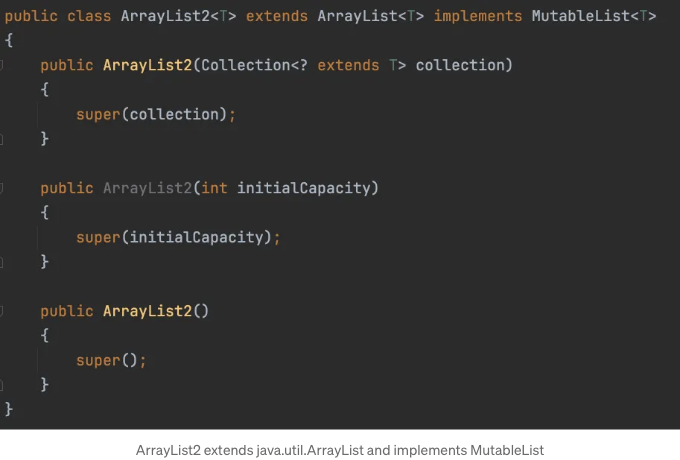 public class ArrayList2<T> extends ArrayList<T> implements MutableList<T>
{
    public ArrayList2(Collection<? extends T> collection)
    {
        super(collection);
    }

    public ArrayList2(int initialCapacity)
    {
        super(initialCapacity);
    }

    public ArrayList2()
    {
        super();
    }
}
ArrayList2 extends java.util.ArrayList and implements MutableList